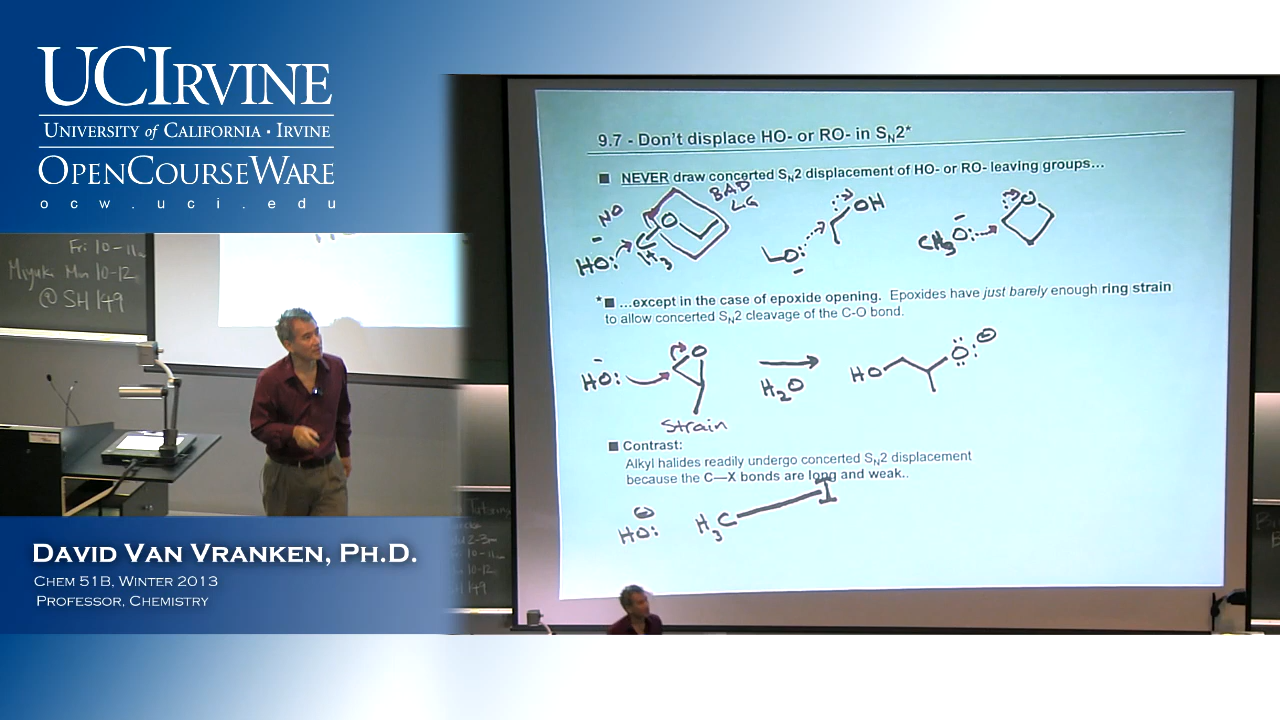 UCIRVINE
UNIVERSITY of CALIFORNIA · IRVINE
OPENCOURSEWARE
ocw.uci.edu
Fri 10-11
Miyuki Mon 10-12
@ SH 149
DAVID VAN VRANKEN, PH.D.
CHEM 51B, WINTER 2013
PROFESSOR, CHEMISTRY
9.7 - Don't displace HO- or RO- in SN2*
■ NEVER draw concerted SN2 displacement of HO- or RO- leaving groups…
NO
BAD
LG
HO:
CH3
O
LO:
OH
CH3O:
O
*■ …except in the case of epoxide opening. Epoxides have just barely enough ring strain
to allow concerted SN2 cleavage of the C-O bond.
HO:
O
H2O
HO
O:
Strain
■ Contrast:
Alkyl halides readily undergo concerted SN2 displacement
because the C—X bonds are long and weak..
HO:
H3C
I